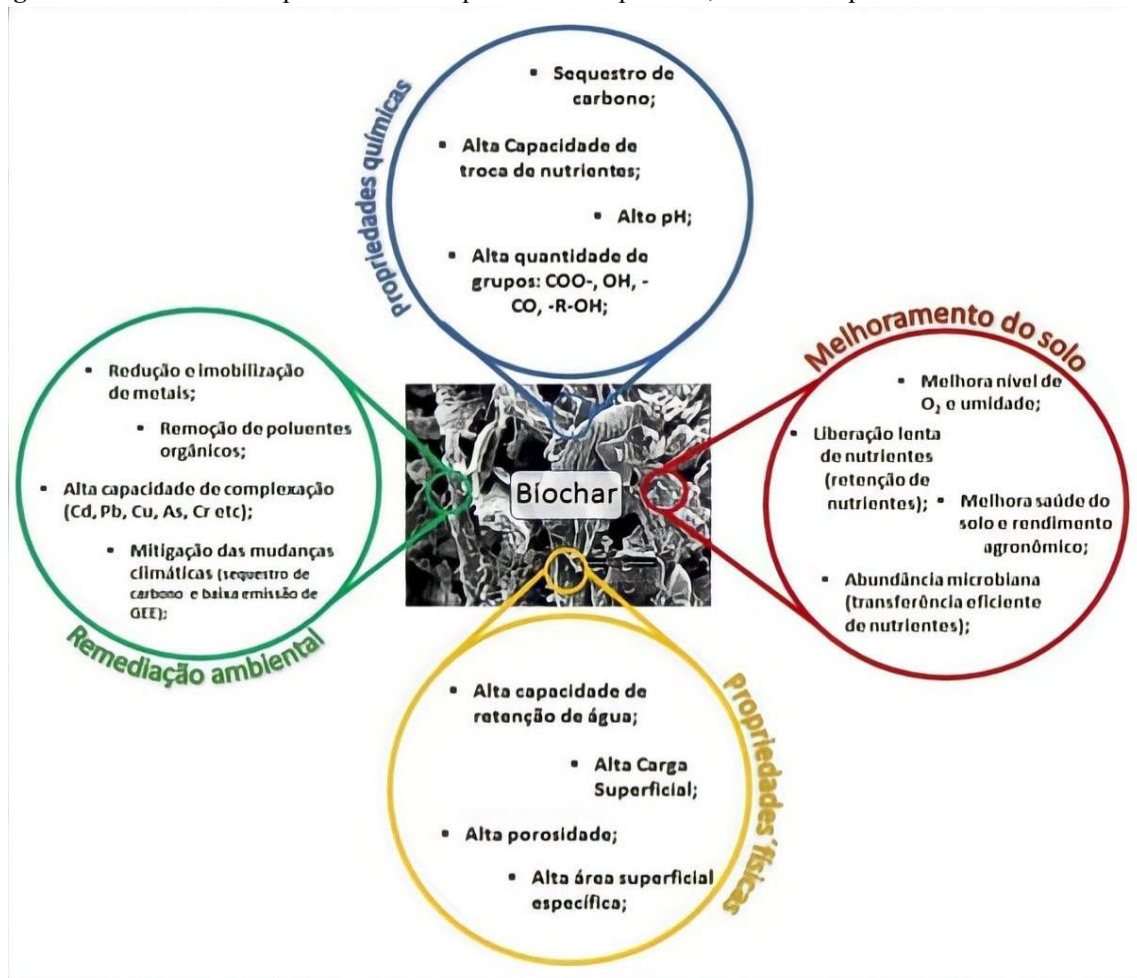 Propriedades químicas
▪ Sequestro de
carbono;
▪ Alta Capacidade de
troca de nutrientes;
▪ Alto pH;
▪ Alta quantidade de
grupos: COO-, OH, -
CO, -R-OH;
Remediação ambiental
▪ Redução e imobilização
de metais;
▪ Remoção de poluentes
orgânicos;
▪ Alta capacidade de complexação
(Cd, Pb, Cu, As, Cr etc);
▪ Mitigação das mudanças
climáticas (sequestro de
carbono e baixa emissão de
GEE);
Biochar
Melhoramento do solo
▪ Melhora nível de
O₂ e umidade;
▪ Liberação lenta
de nutrientes
(retenção de
nutrientes);
▪ Melhora saúde do
solo e rendimento
agronômico;
▪ Abundância microbiana
(transferência eficiente
de nutrientes);
Propriedades físicas
▪ Alta capacidade de
retenção de água;
▪ Alta Carga
Superficial;
▪ Alta porosidade;
▪ Alta área superficial
específica;